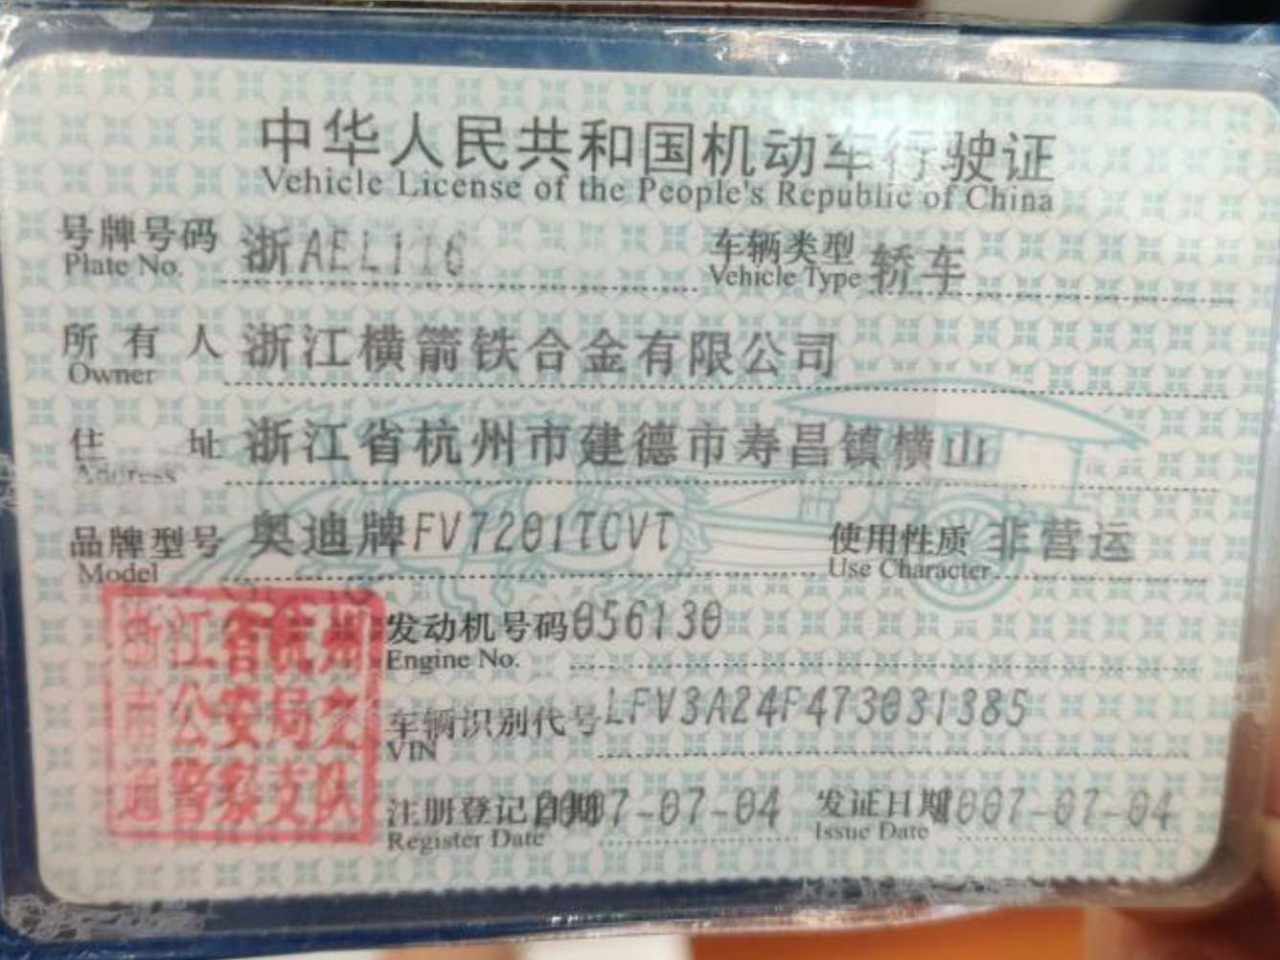 中华人民共和国机动车行驶证
Vehicle License of the People's Republic of China
号牌号码 浙AEL116 车辆类型 轿车
Plate No. Vehicle Type
所有人 浙江横箭铁合金有限公司
Owner
住址 浙江省杭州市建德市寿昌镇横山
Address
品牌型号 奥迪牌FV7201TCVT 使用性质 非营运
Model Use Character
浙江省杭州
市公安局交
通警察支队
发动机号码 056130
Engine No.
车辆识别代号 LFV3A24F473031385
VIN
注册登记日期 2007-07-04 发证日期 2007-07-04
Register Date Issue Date